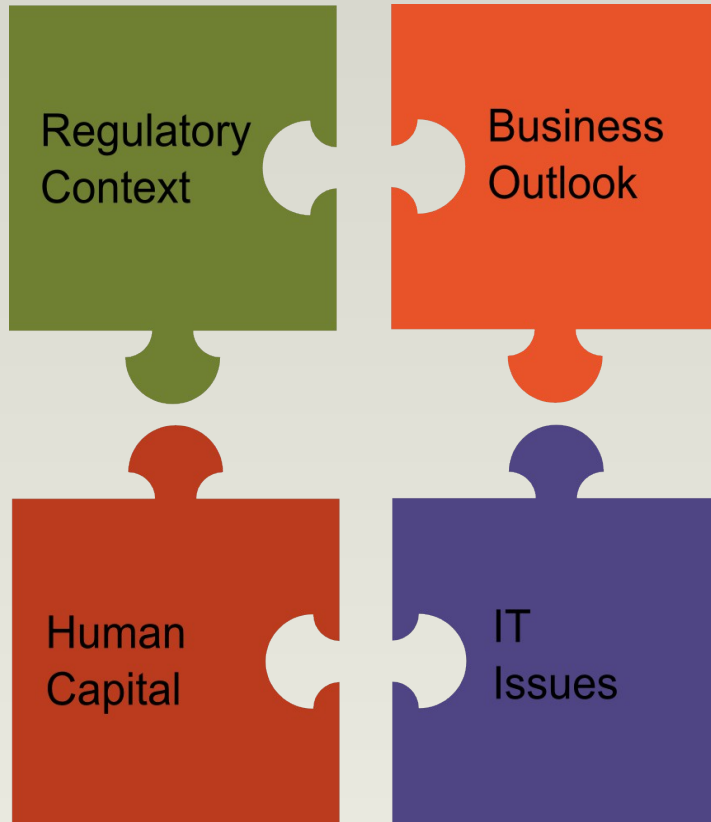 Regulatory
Context
Business
Outlook
Human
Capital
IT
Issues